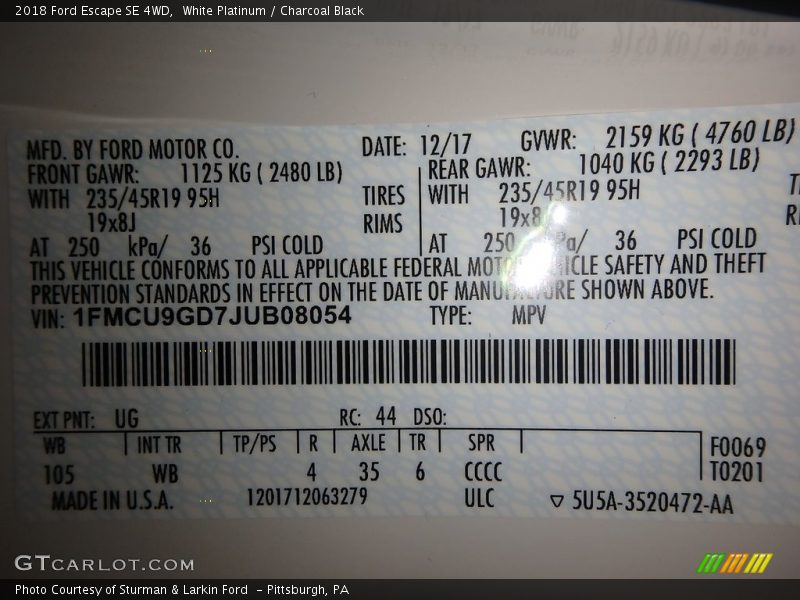 2018 Ford Escape SE 4WD, White Platinum / Charcoal Black
MFD. BY FORD MOTOR CO. DATE: 12/17 GVWR: 2159 KG ( 4760 LB)
FRONT GAWR: 1125 KG ( 2480 LB) REAR GAWR: 1040 KG ( 2293 LB)
WITH 235/45R19 95H TIRES WITH 235/45R19 95H
19x8J RIMS 19x8
AT 250 kPa/ 36 PSI COLD AT 250 36 PSI COLD
THIS VEHICLE CONFORMS TO ALL APPLICABLE FEDERAL MOTOR VEHICLE SAFETY AND THEFT
PREVENTION STANDARDS IN EFFECT ON THE DATE OF MANUFACTURE SHOWN ABOVE.
VIN: 1FMCU9GD7JUB08054 TYPE: MPV
EXT PNT: UG RC: 44 DSO:
WB INT TR TP/PS R AXLE TR SPR F0069
105 WB 4 35 6 CCCC T0201
MADE IN U.S.A. 1201712063279 ULC ▽ 5U5A-3520472-AA
GTCARLOT.COM
Photo Courtesy of Sturman & Larkin Ford - Pittsburgh, PA